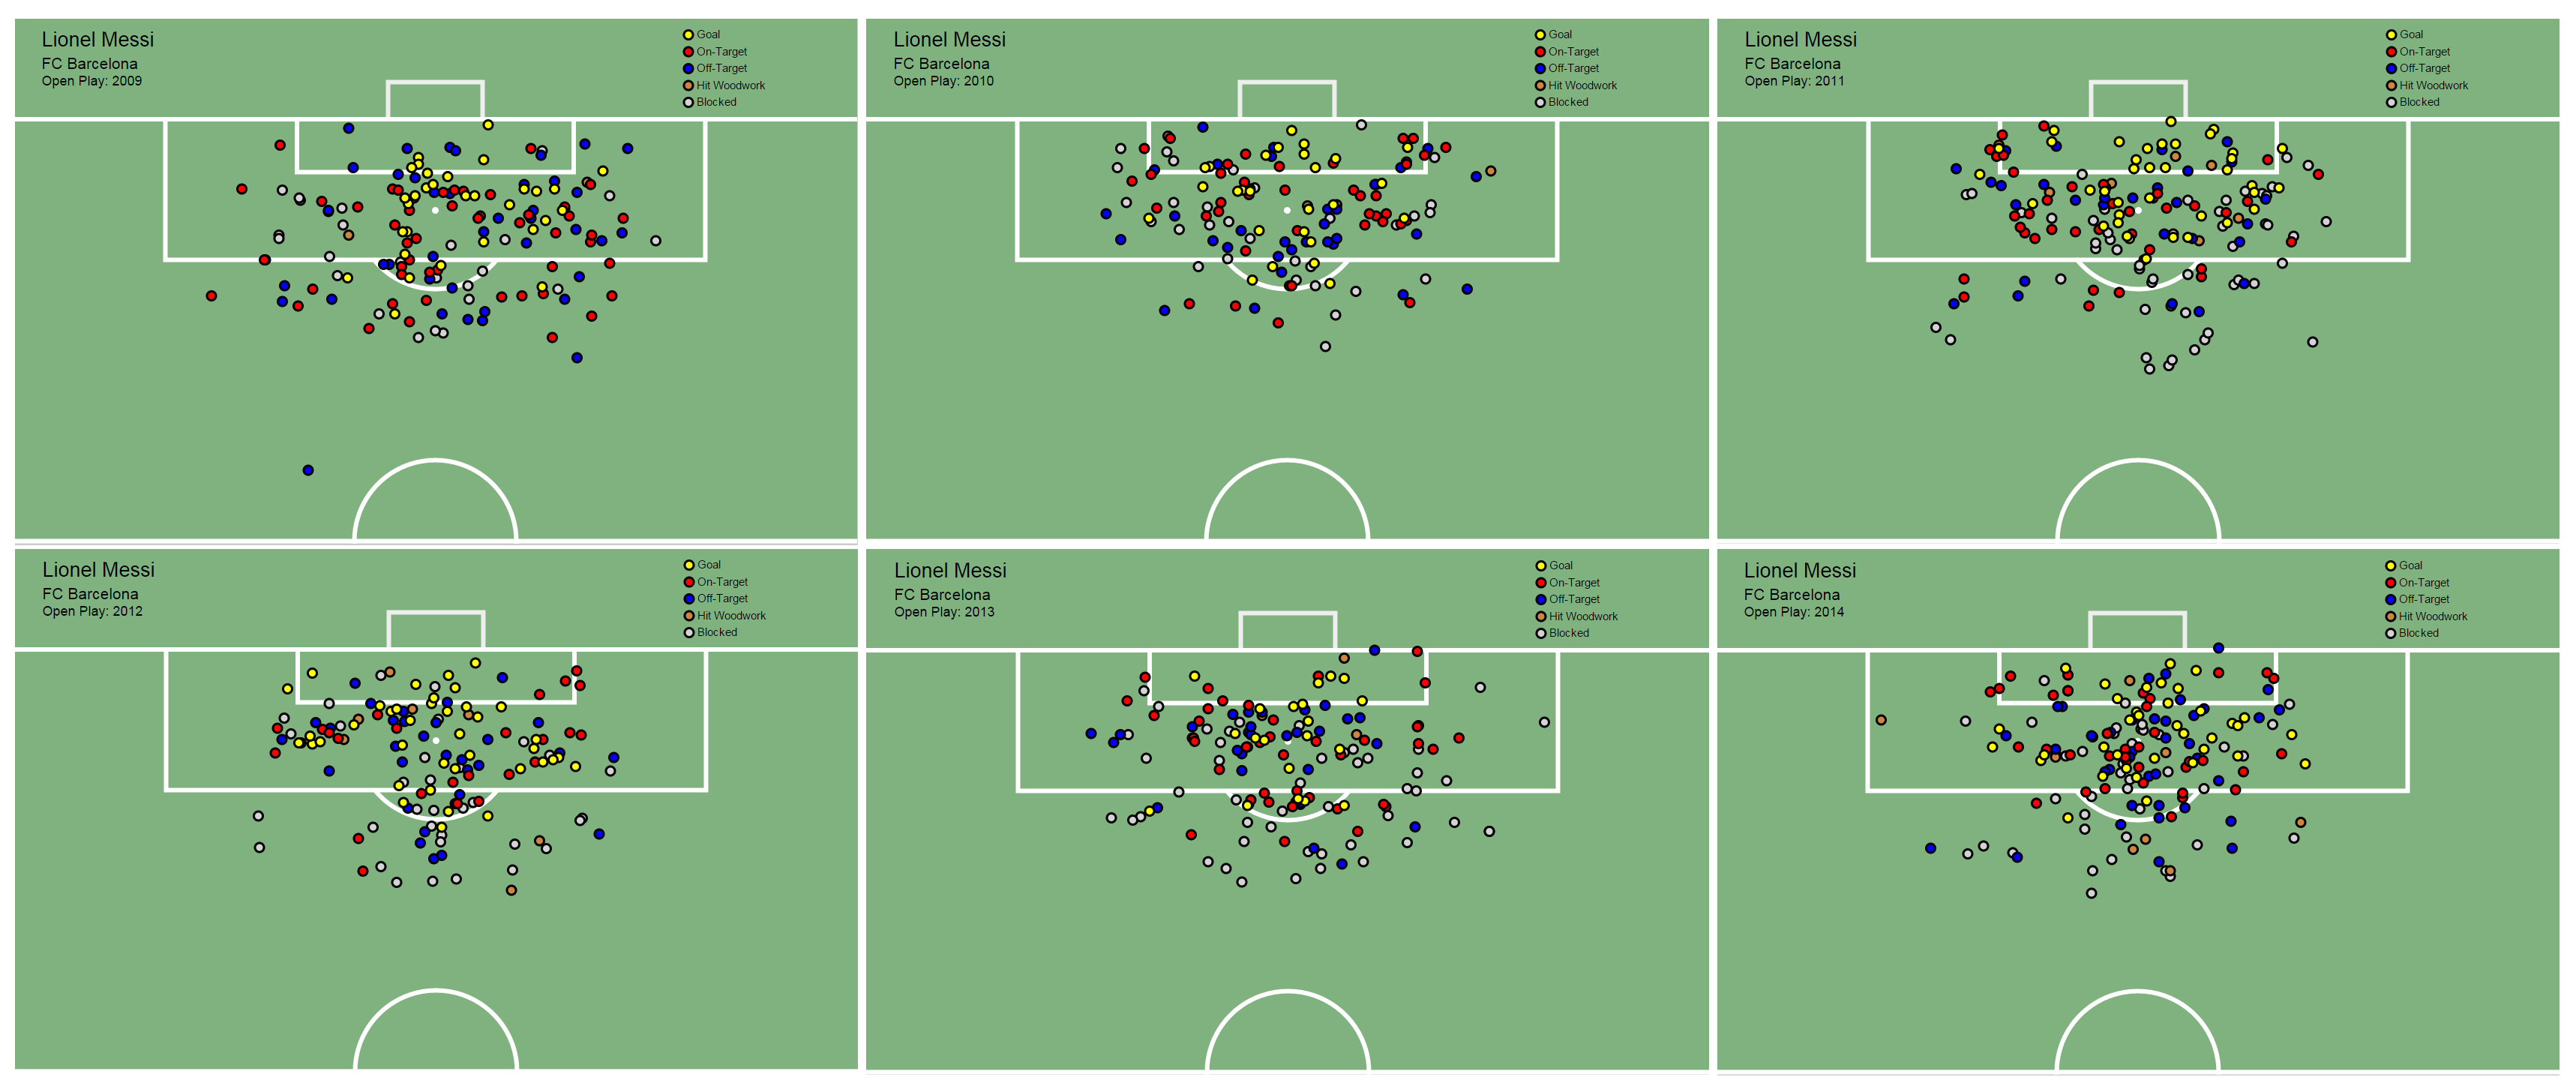 Lionel Messi
FC Barcelona
Open Play: 2009
Goal
On-Target
Off-Target
Hit Woodwork
Blocked
Lionel Messi
FC Barcelona
Open Play: 2010
Goal
On-Target
Off-Target
Hit Woodwork
Blocked
Lionel Messi
FC Barcelona
Open Play: 2011
Goal
On-Target
Off-Target
Hit Woodwork
Blocked
Lionel Messi
FC Barcelona
Open Play: 2012
Goal
On-Target
Off-Target
Hit Woodwork
Blocked
Lionel Messi
FC Barcelona
Open Play: 2013
Goal
On-Target
Off-Target
Hit Woodwork
Blocked
Lionel Messi
FC Barcelona
Open Play: 2014
Goal
On-Target
Off-Target
Hit Woodwork
Blocked